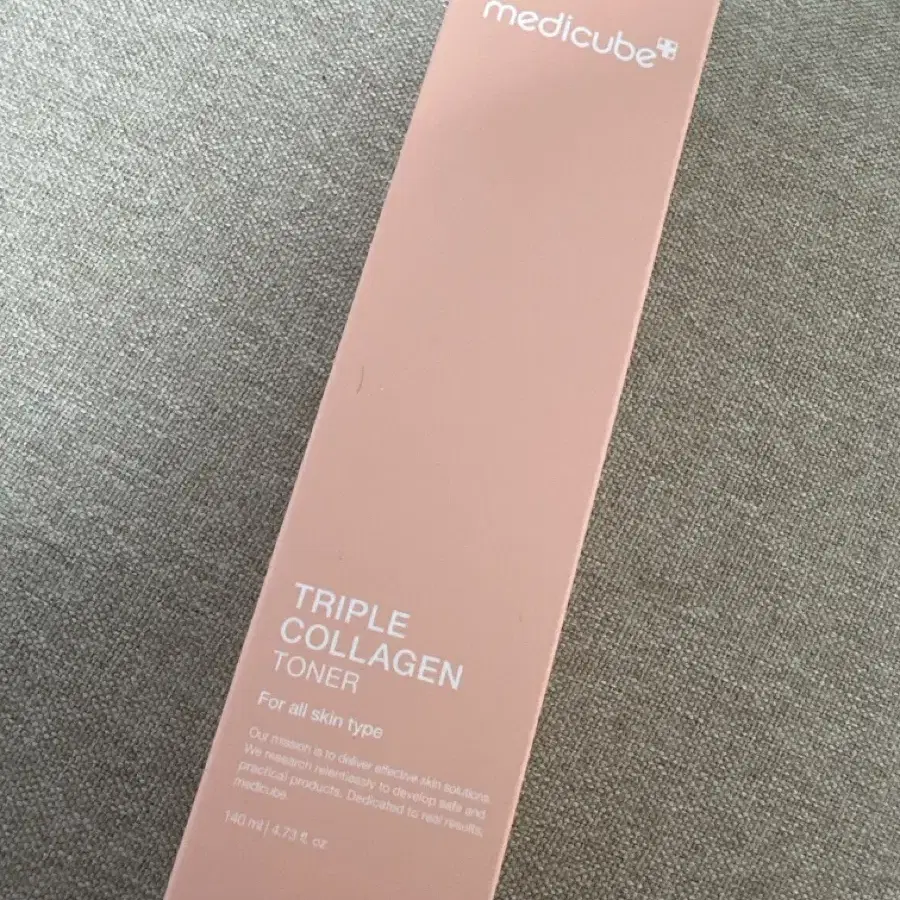 medicube
TRIPLE
COLLAGEN
TONER
For all skin type
Our mission is to deliver effective skin solutions.
We research relentlessly to develop safe and
practical products. Dedicated to real results,
medicube.
140 ml | 4.73 fl. oz